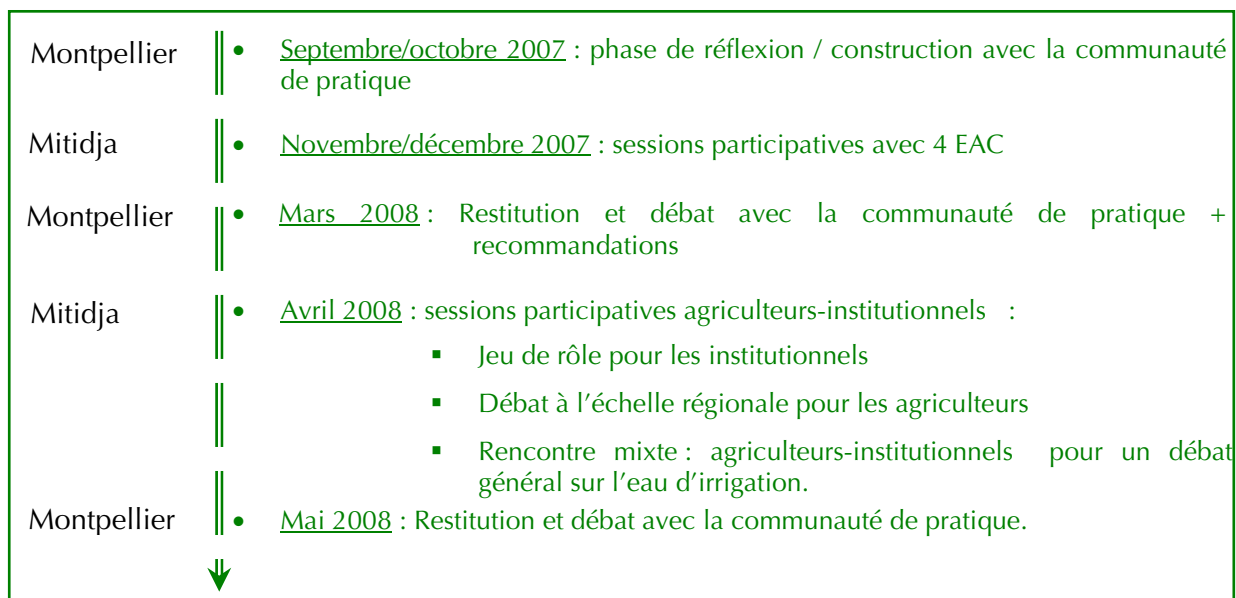 Montpellier • Septembre/octobre 2007 : phase de réflexion / construction avec la communauté
de pratique
Mitidja • Novembre/décembre 2007 : sessions participatives avec 4 EAC
Montpellier • Mars 2008 : Restitution et débat avec la communauté de pratique +
recommandations
Mitidja • Avril 2008 : sessions participatives agriculteurs-institutionnels :
▪ Jeu de rôle pour les institutionnels
▪ Débat à l’échelle régionale pour les agriculteurs
▪ Rencontre mixte : agriculteurs-institutionnels pour un débat
général sur l’eau d’irrigation.
Montpellier • Mai 2008 : Restitution et débat avec la communauté de pratique.